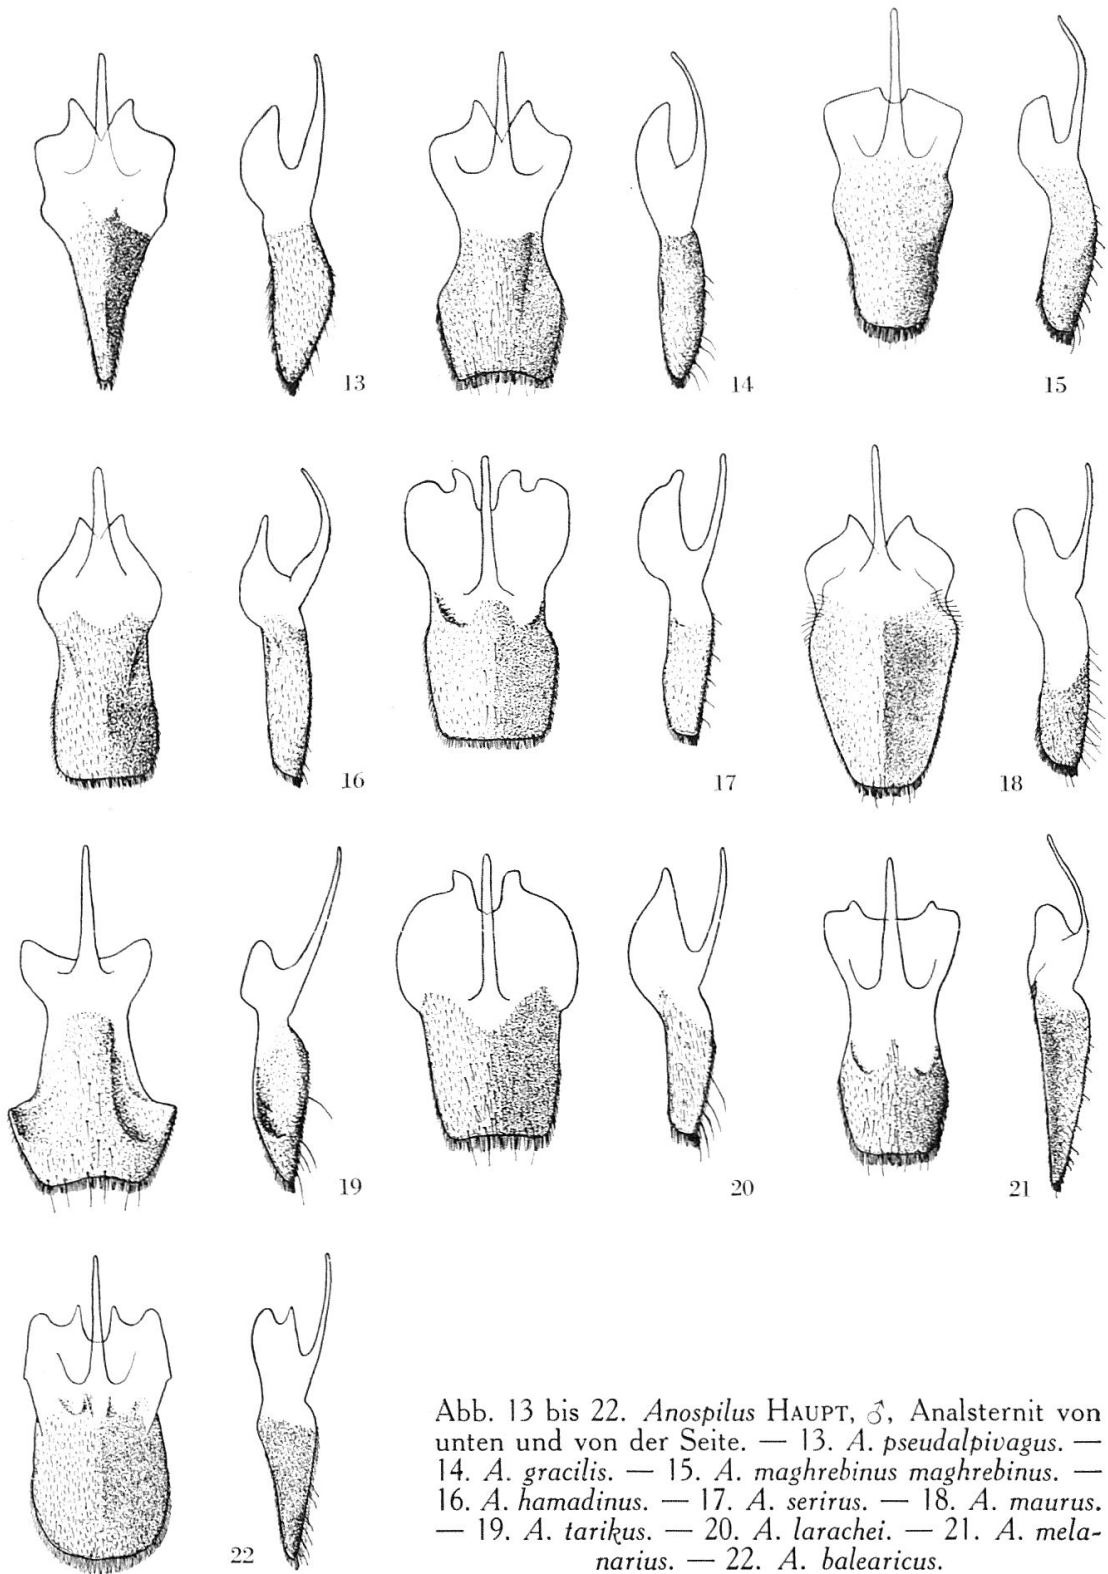 13
14
15
16
17
18
19
20
21
22
Abb. 13 bis 22. Anospilus HAUPT, ♂, Analsternit von
unten und von der Seite. — 13. A. pseudalpivagus. —
14. A. gracilis. — 15. A. maghrebinus maghrebinus. —
16. A. hamadinus. — 17. A. serirus. — 18. A. maurus.
— 19. A. tarikus. — 20. A. larachei. — 21. A. mela-
narius. — 22. A. balearicus.